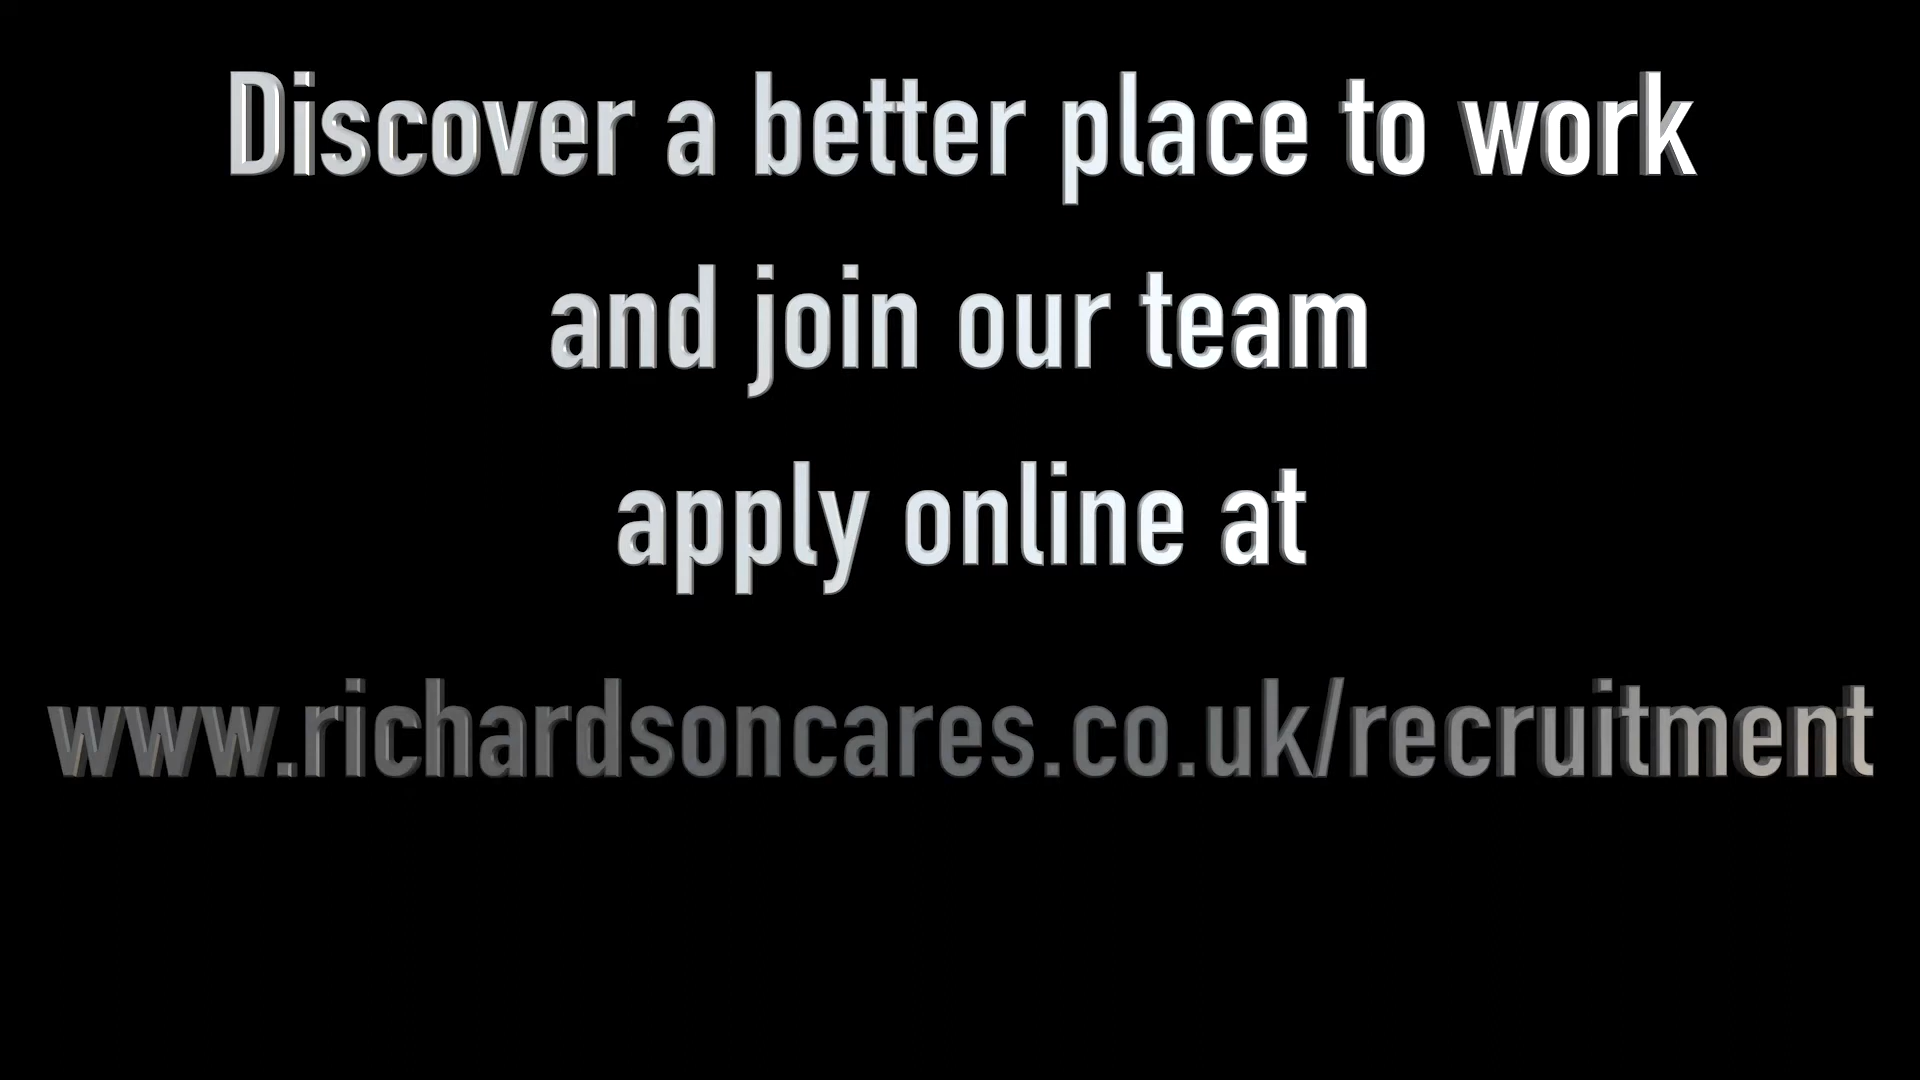 Discover a better place to work
and join our team
apply online at
www.richardsoncares.co.uk/recruitment